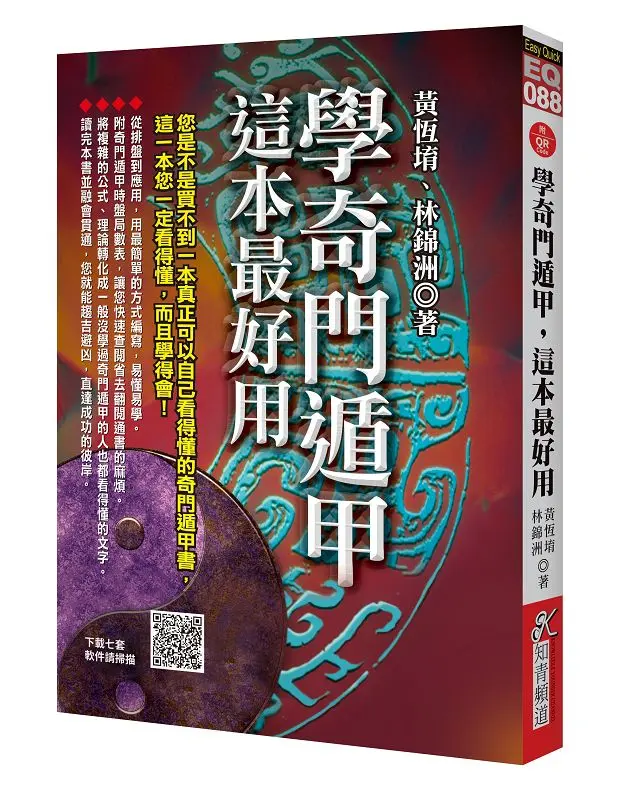 學奇門遁甲
這本最好用
黃恆堉、林錦洲◎著
您是不是買不到一本真正可以自己看得懂的奇門遁甲書，
這一本您一定看得懂，而且學得會！
◆從排盤到應用，用最簡單的方式編寫，易懂易學。
◆附奇門遁甲時盤局數表，讓您快速查閱省去翻閱通書的麻煩。
◆將複雜的公式、理論轉化成一般沒學過奇門遁甲的人也都看得懂的文字。
◆讀完本書並融會貫通，您就能趨吉避凶，直達成功的彼岸。
下載七套
軟件請掃描
Easy Quick
EQ
088
附
QR
Code
學奇門遁甲，這本最好用
黃恆堉
林錦洲
◎著
K
知青頻道